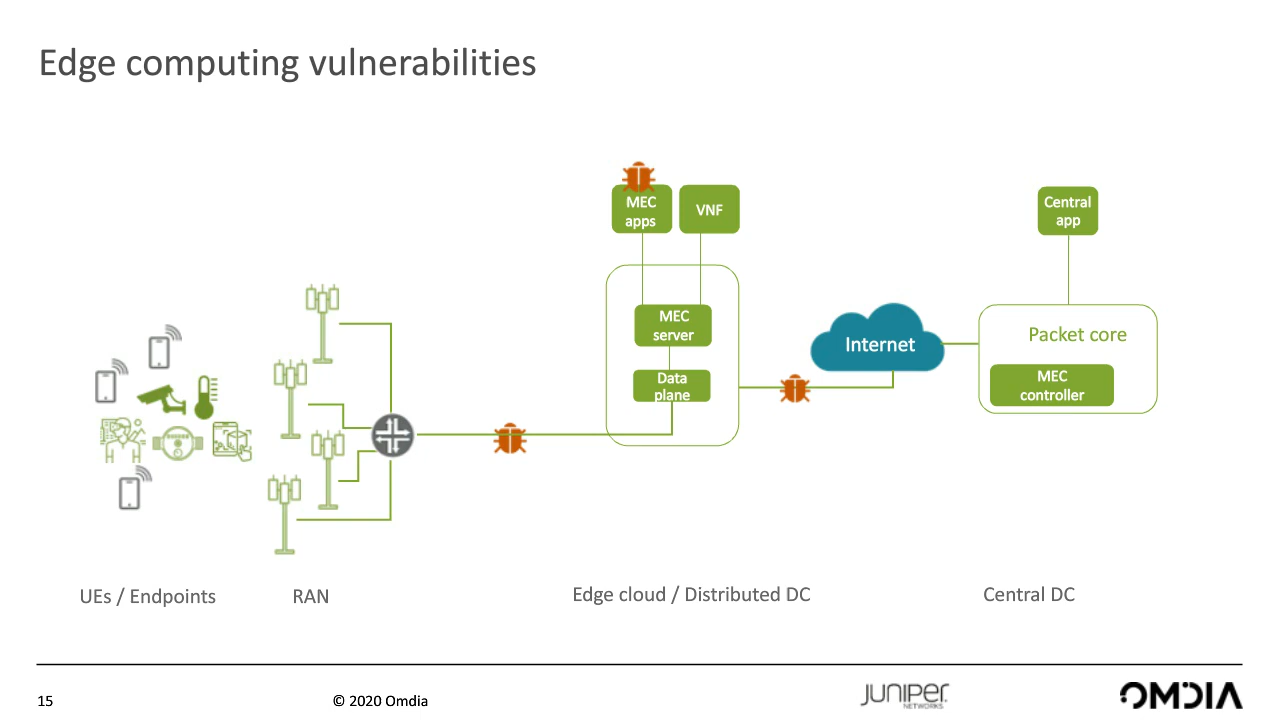 Edge computing vulnerabilities
MEC
apps
VNF
Central
app
MEC
server
Data
plane
Internet
Packet core
MEC
controller
UEs / Endpoints
RAN
Edge cloud / Distributed DC
Central DC
15
© 2020 Omdia
JUNIPER
NETWORKS
OMDIA